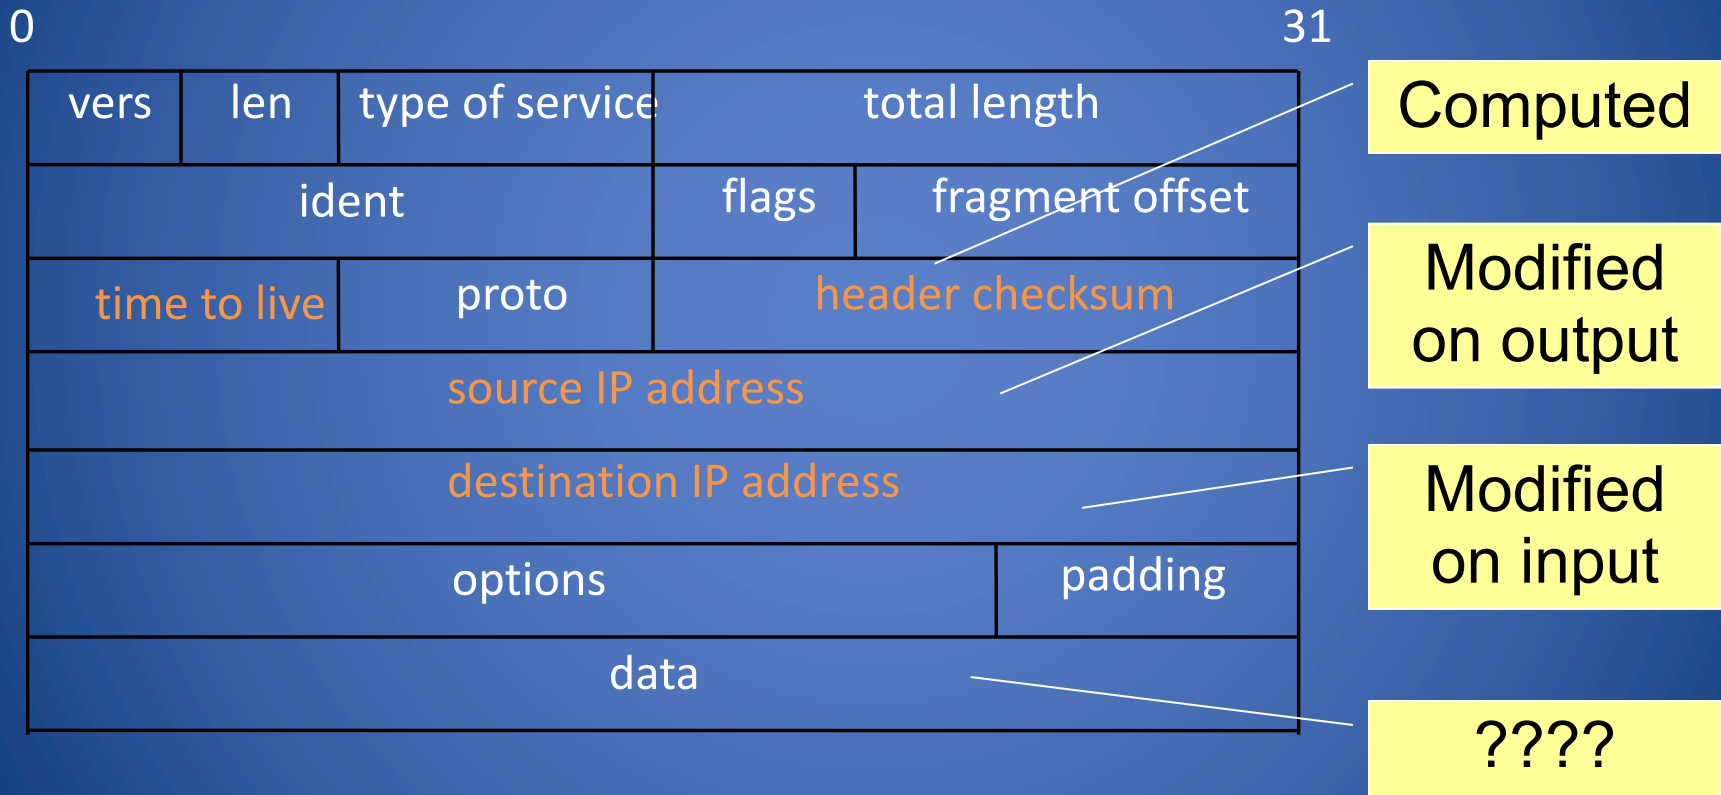 0 31
vers len type of service total length
ident flags fragment offset
time to live proto header checksum
source IP address
destination IP address
options padding
data
Computed
Modified
on output
Modified
on input
????